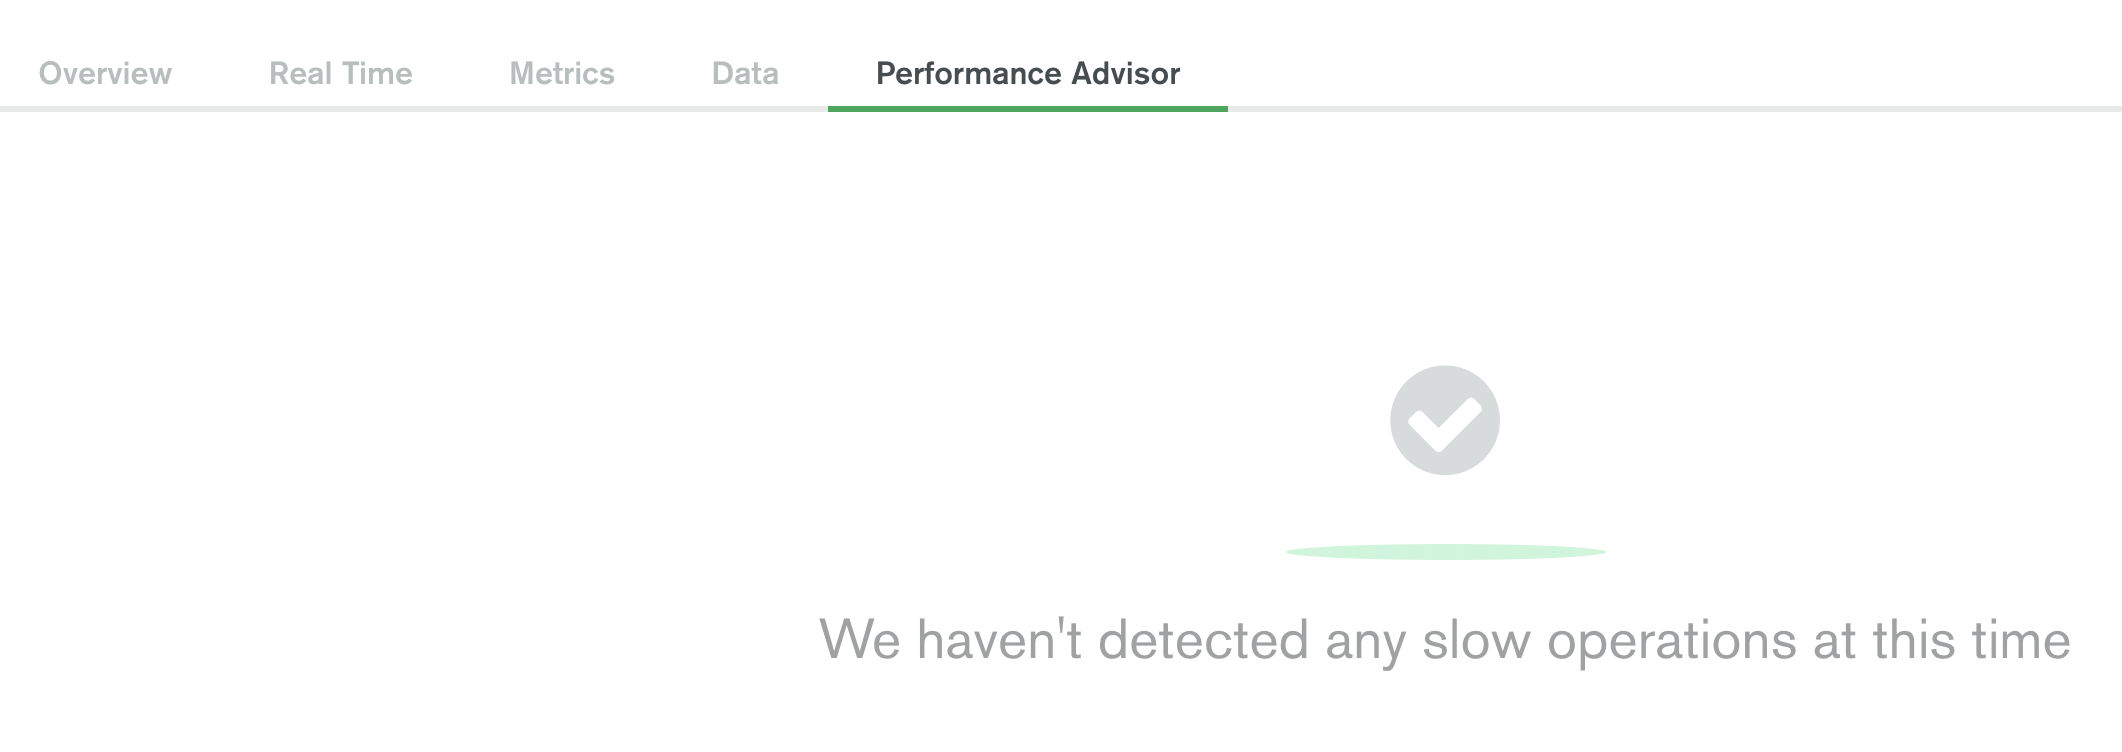 Overview Real Time Metrics Data Performance Advisor
We haven't detected any slow operations at this time